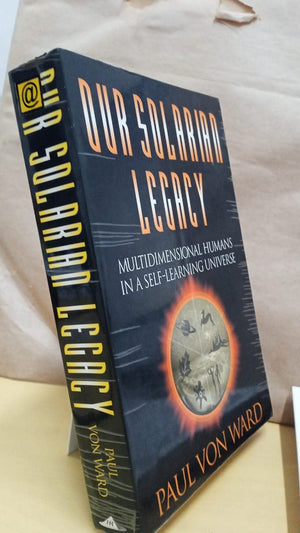 @
OUR SOLARIAN LEGACY
PAUL
VON WARD
OUR SOLARIAN
LEGACY
MULTIDIMENSIONAL HUMANS
IN A SELF-LEARNING UNIVERSE
PAUL VON WARD